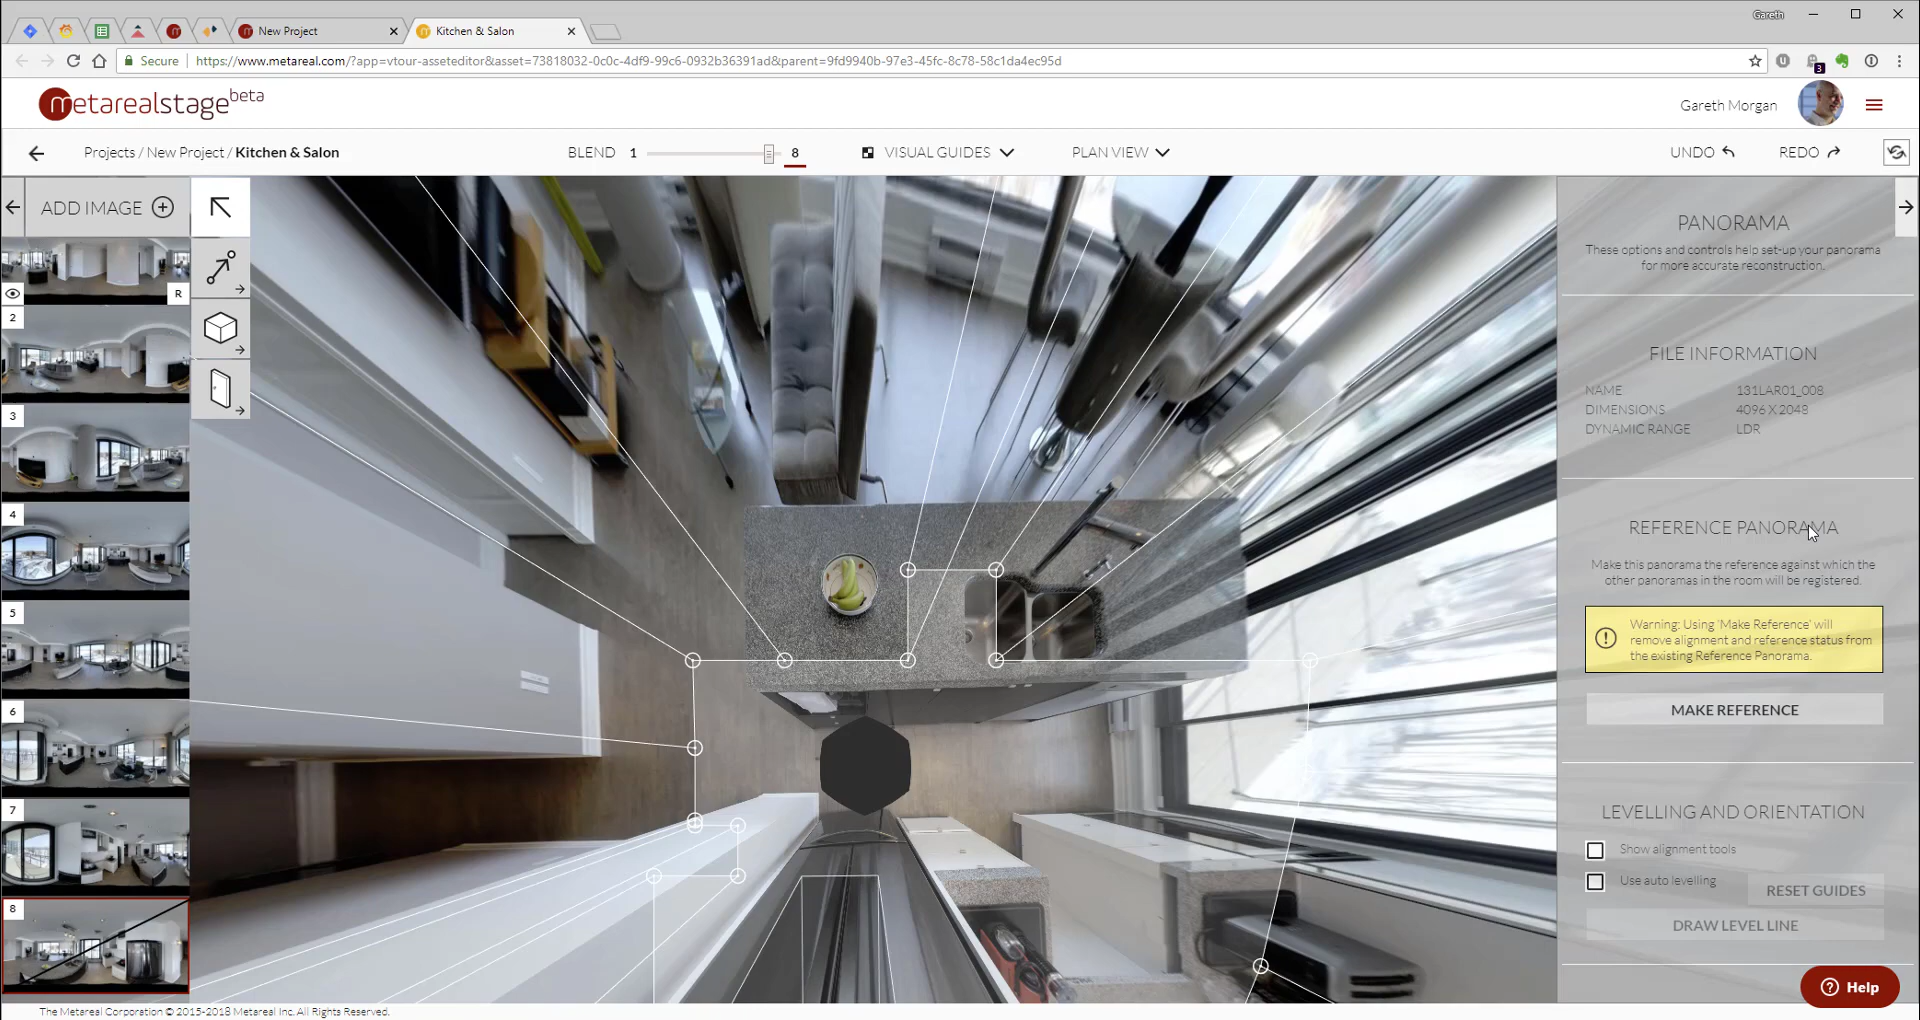 Gareth
New Project
Kitchen & Salon
Secure
https://www.metareal.com/?app=vtour-asseteditor&asset=73818032-0c0c-4df9-99c6-0932b36391ad&parent=9fd9940b-97e3-45fc-8c78-58c1da4ec95d
3
metarealstage beta
Gareth Morgan
Projects / New Project / Kitchen & Salon
BLEND 1 8
VISUAL GUIDES
PLAN VIEW
UNDO
REDO
ADD IMAGE
R
2
3
4
5
6
7
8
PANORAMA
These options and controls help set-up your panorama
for more accurate reconstruction.
FILE INFORMATION
NAME 131LAR01_008
DIMENSIONS 4096 X 2048
DYNAMIC RANGE LDR
REFERENCE PANORAMA
Make this panorama the reference against which the
other panoramas in the room will be registered.
Warning: Using 'Make Reference' will
remove alignment and reference status from
the existing Reference Panorama.
MAKE REFERENCE
LEVELLING AND ORIENTATION
Show alignment tools
Use auto levelling
RESET GUIDES
DRAW LEVEL LINE
Help
The Metareal Corporation © 2015-2018 Metareal Inc. All Rights Reserved.